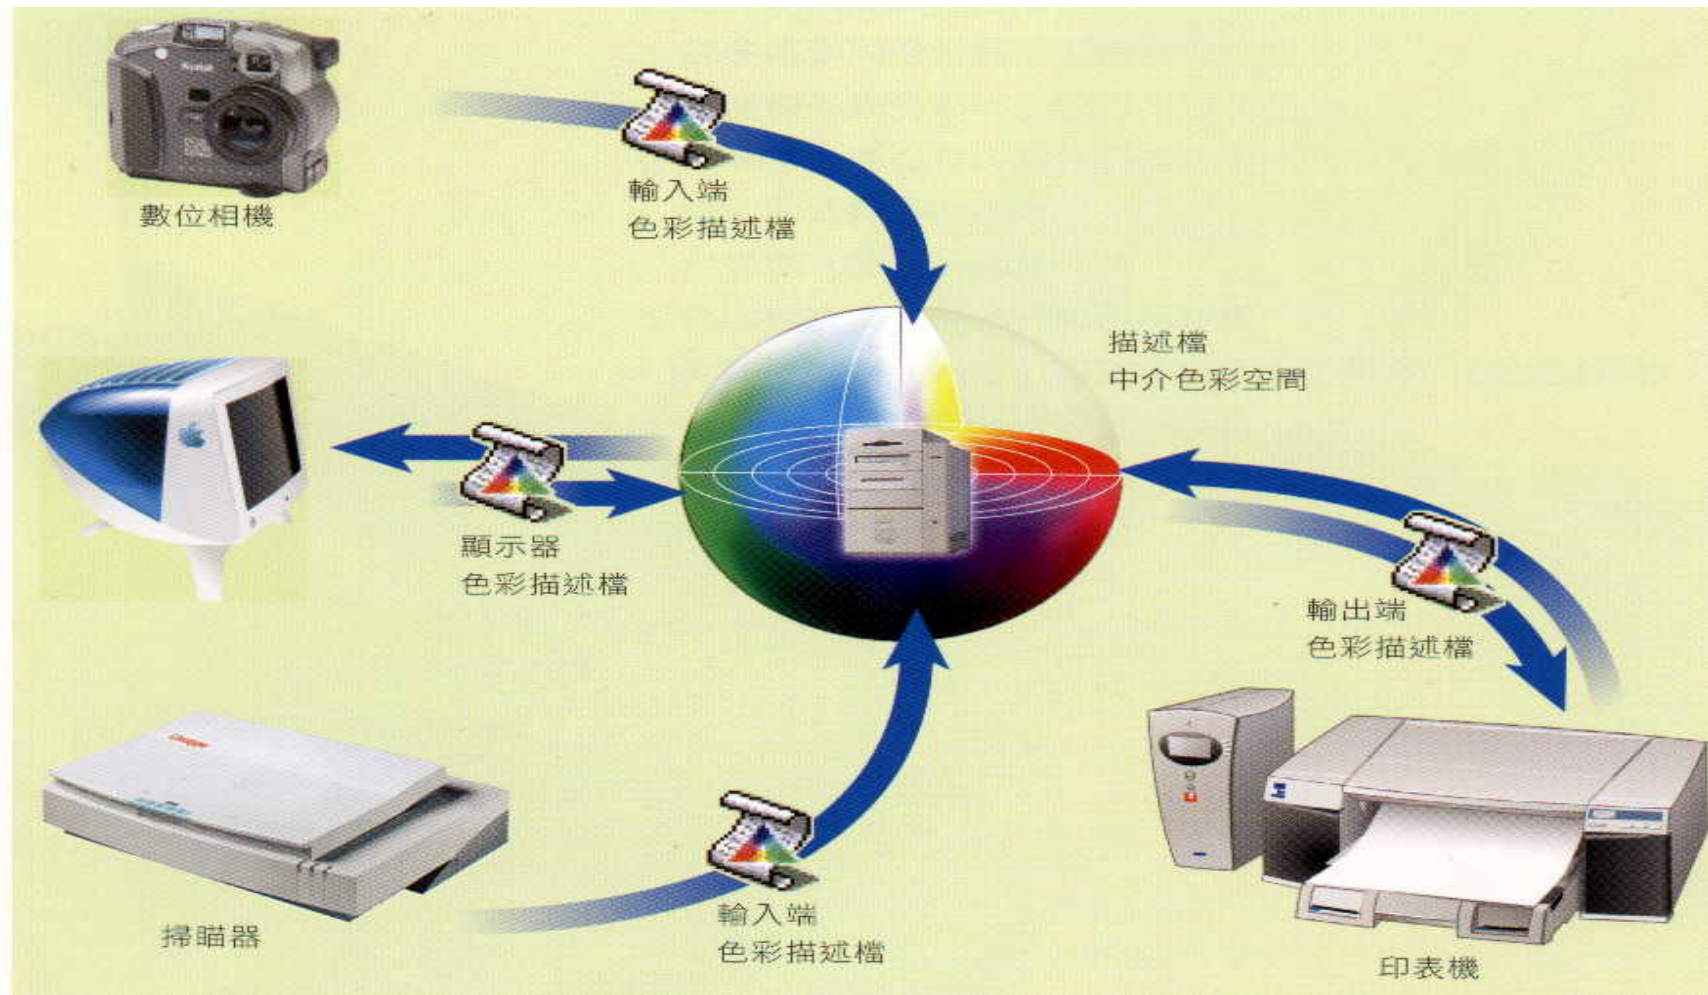 數位相機
輸入端
色彩描述檔
描述檔
中介色彩空間
顯示器
色彩描述檔
輸出端
色彩描述檔
掃瞄器
輸入端
色彩描述檔
印表機